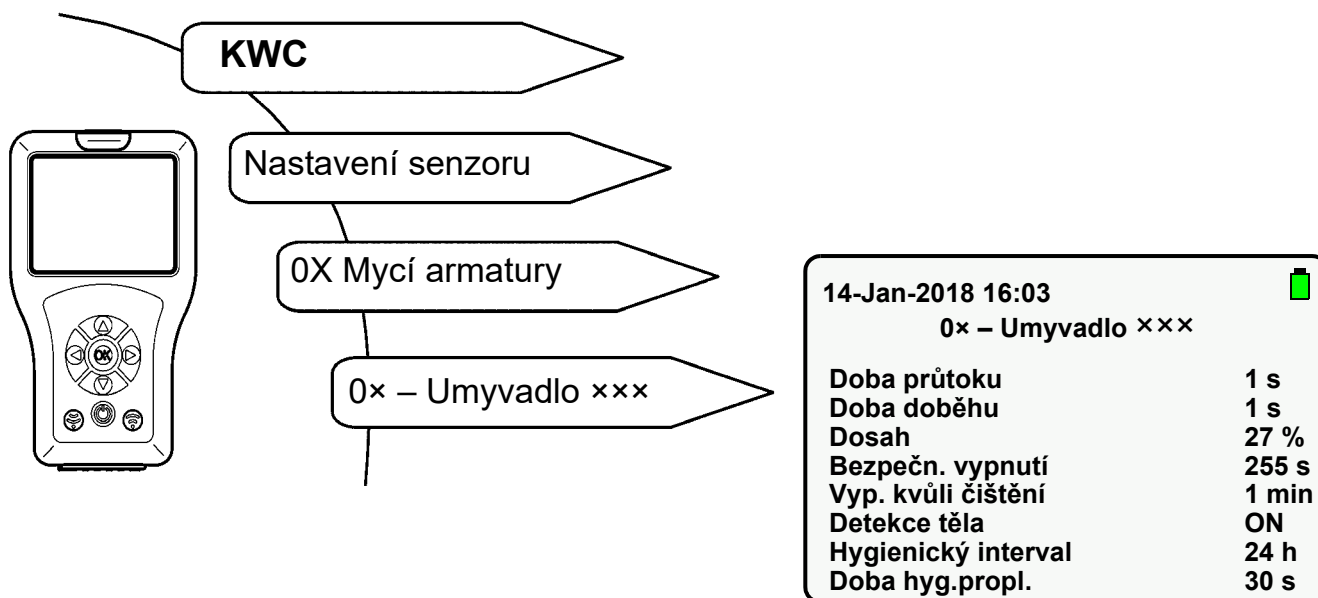 KWC
Nastavení senzoru
0X Mycí armatury
0× – Umyvadlo ×××
OK
14-Jan-2018 16:03
0× – Umyvadlo ×××
Doba průtoku 1 s
Doba doběhu 1 s
Dosah 27 %
Bezpečn. vypnutí 255 s
Vyp. kvůli čištění 1 min
Detekce těla ON
Hygienický interval 24 h
Doba hyg.propl. 30 s